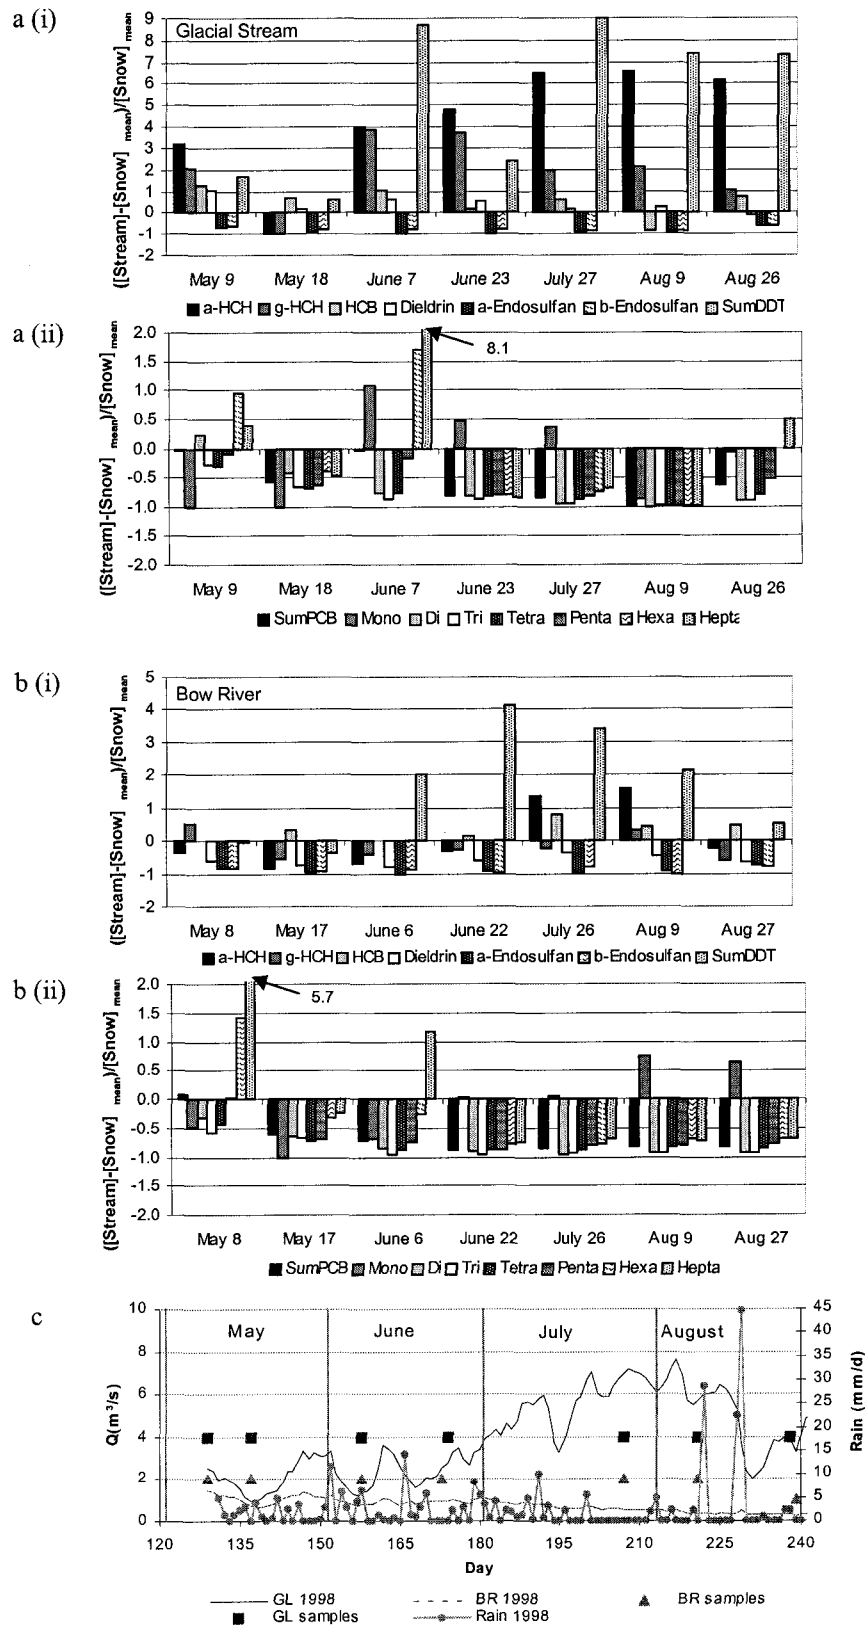 a (i)
Glacial Stream
([Stream]-[Snow] mean)/[Snow] mean
9
8
7
6
5
4
3
2
1
0
-1
-2
May 9 May 18 June 7 June 23 July 27 Aug 9 Aug 26
a-HCH g-HCH HCB Dieldrin a-Endosulfan b-Endosulfan SumDDT
a (ii)
([Stream]-[Snow] mean)/[Snow] mean
2.0
1.5
1.0
0.5
0.0
-0.5
-1.0
-1.5
-2.0
8.1
May 9 May 18 June 7 June 23 July 27 Aug 9 Aug 26
SumPCB Mono Di Tri Tetra Penta Hexa Hepta
b (i)
Bow River
([Stream]-[Snow] mean)/[Snow] mean
5
4
3
2
1
0
-1
-2
May 8 May 17 June 6 June 22 July 26 Aug 9 Aug 27
a-HCH g-HCH HCB Dieldrin a-Endosulfan b-Endosulfan SumDDT
b (ii)
([Stream]-[Snow] mean)/[Snow] mean
2.0
1.5
1.0
0.5
0.0
-0.5
-1.0
-1.5
-2.0
5.7
May 8 May 17 June 6 June 22 July 26 Aug 9 Aug 27
SumPCB Mono Di Tri Tetra Penta Hexa Hepta
c
May June July August
Q(m³/s)
10
8
6
4
2
0
Rain (mm/d)
45
40
35
30
25
20
15
10
5
0
120 135 150 165 180 195 210 225 240
Day
GL 1998 BR 1998 BR samples
GL samples Rain 1998